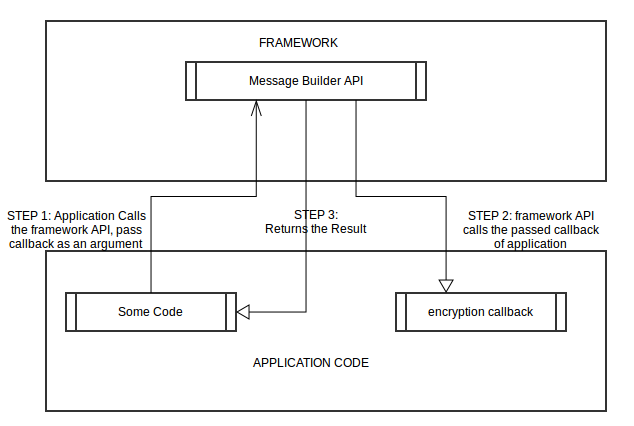 FRAMEWORK
Message Builder API
STEP 1: Application Calls
the framework API, pass
callback as an argument
STEP 3:
Returns the Result
STEP 2: framework API
calls the passed callback
of application
Some Code
encryption callback
APPLICATION CODE